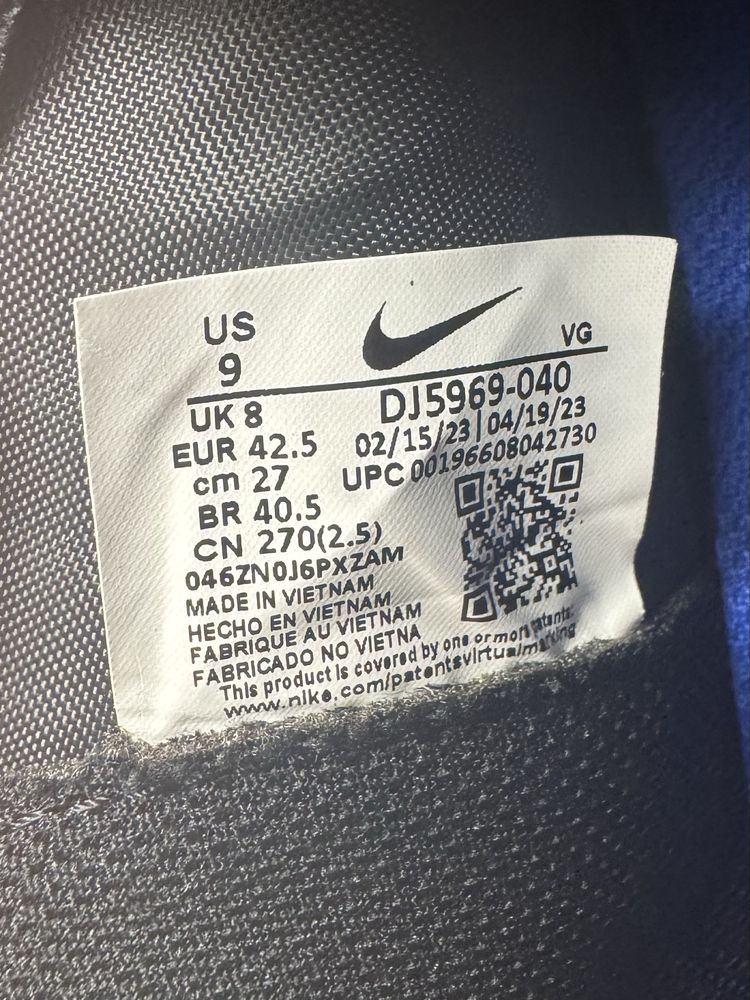 US
9
VG
UK 8
DJ5969-040
EUR 42.5
02/15/23|04/19/23
cm 27
UPC 00196608042730
BR 40.5
CN 270(2.5)
046ZN0J6PXZAM
MADE IN VIETNAM
HECHO EN VIETNAM
FABRIQUE AU VIETNAM
FABRICADO NO VIETNA
This product is covered by one or more patents.
www.nike.com/patentsvirtualmarking